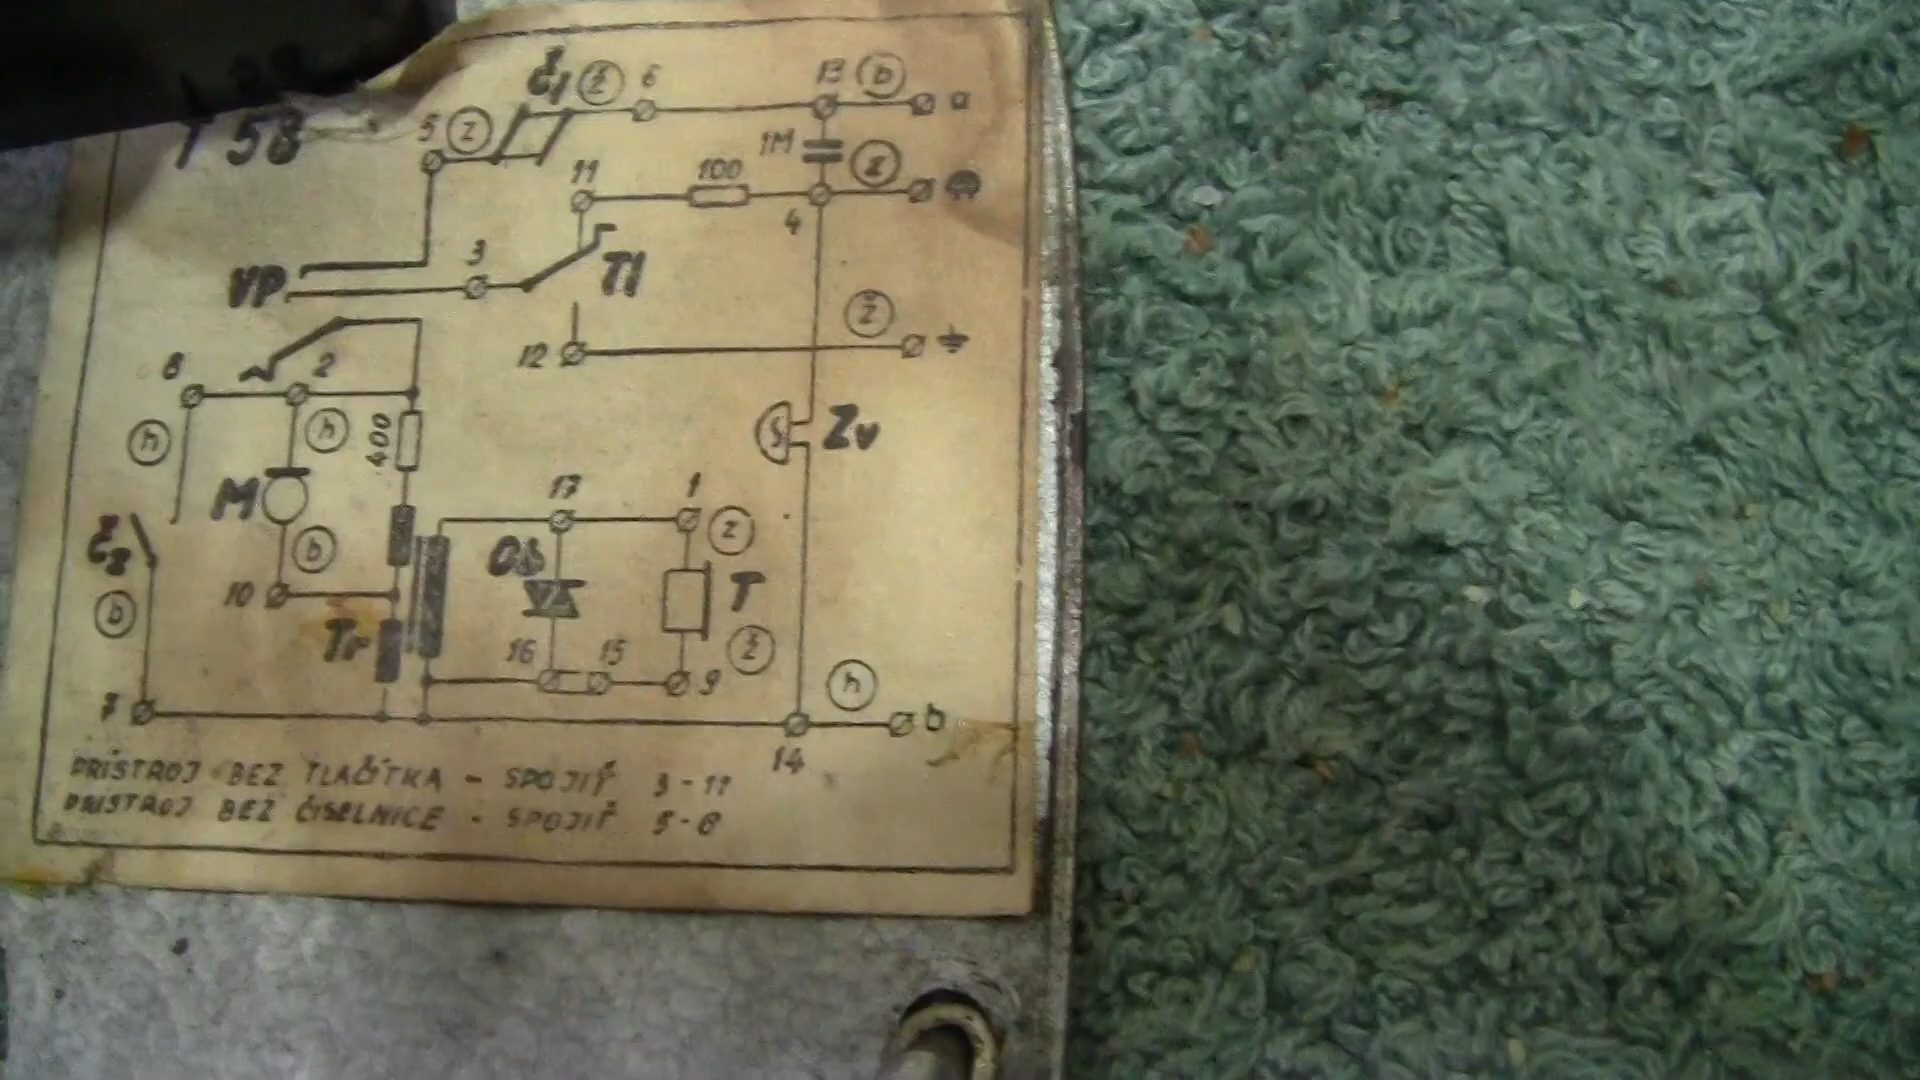 Č1 ž 6 13 b a
T 58 5 z
1M z
11 100
4
3
VP Tl
ž
12
8 2
h h 400 Zv
M 17 1
z
Č2 b Ob
T
b 10 Tr 16 15 ž
9
h
7 b
14
PŘÍSTROJ BEZ TLAČÍTKA - SPOJIŤ 3 - 11
PŘÍSTROJ BEZ ČÍSELNICE - SPOJIŤ 5 - 6